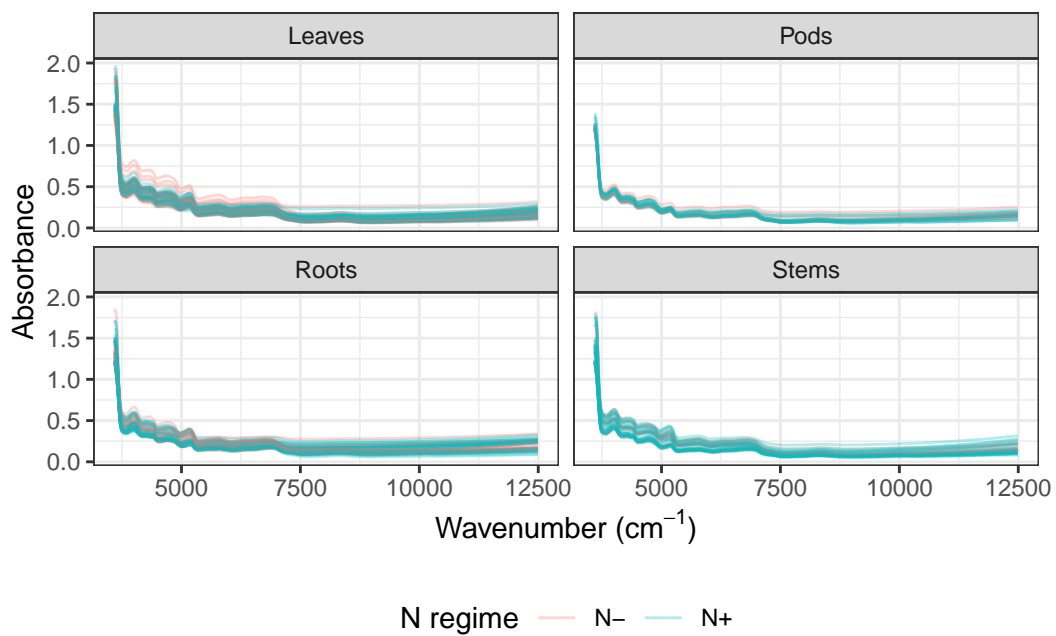 Leaves
Pods
2.0
1.5
1.0
0.5
0.0
Roots
Stems
2.0
1.5
1.0
0.5
0.0
Absorbance
5000 7500 10000 12500 5000 7500 10000 12500
Wavenumber (cm⁻¹)
N regime N− N+